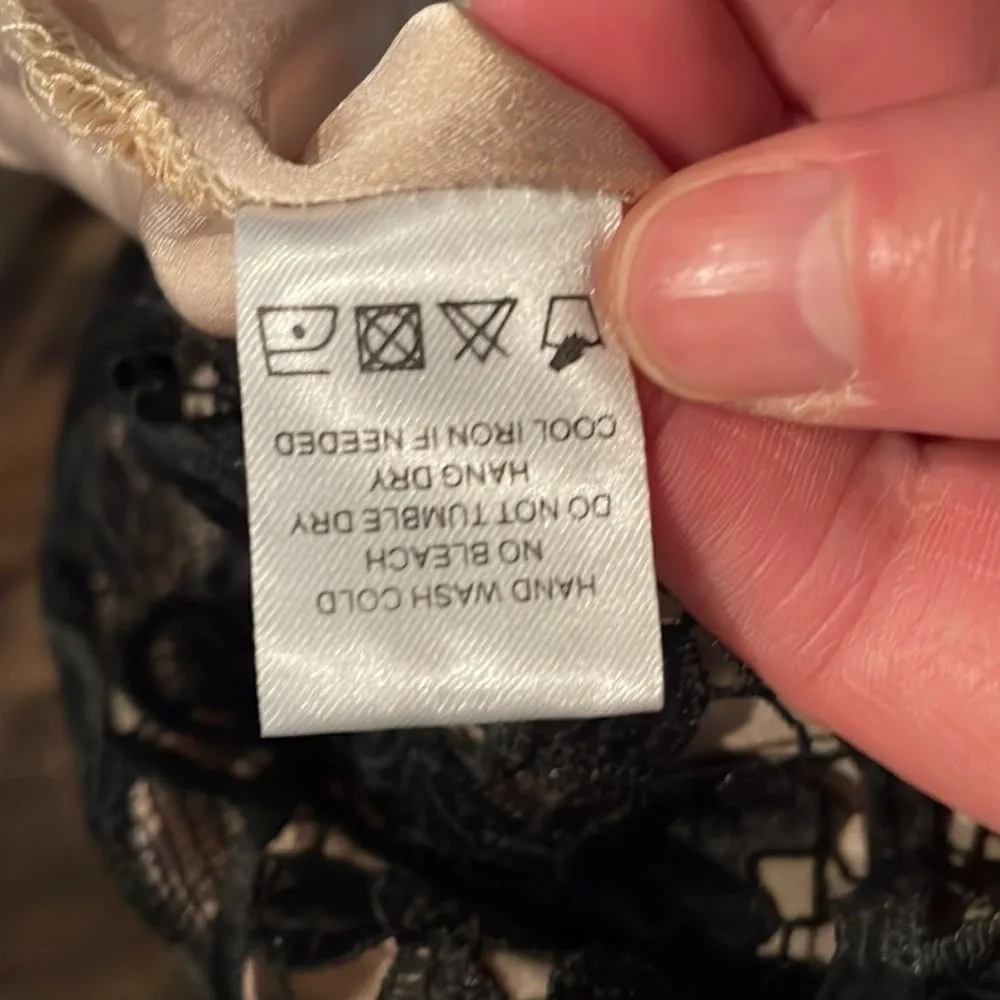 HAND WASH COLD
NO BLEACH
DO NOT TUMBLE DRY
HANG DRY
COOL IRON IF NEEDED